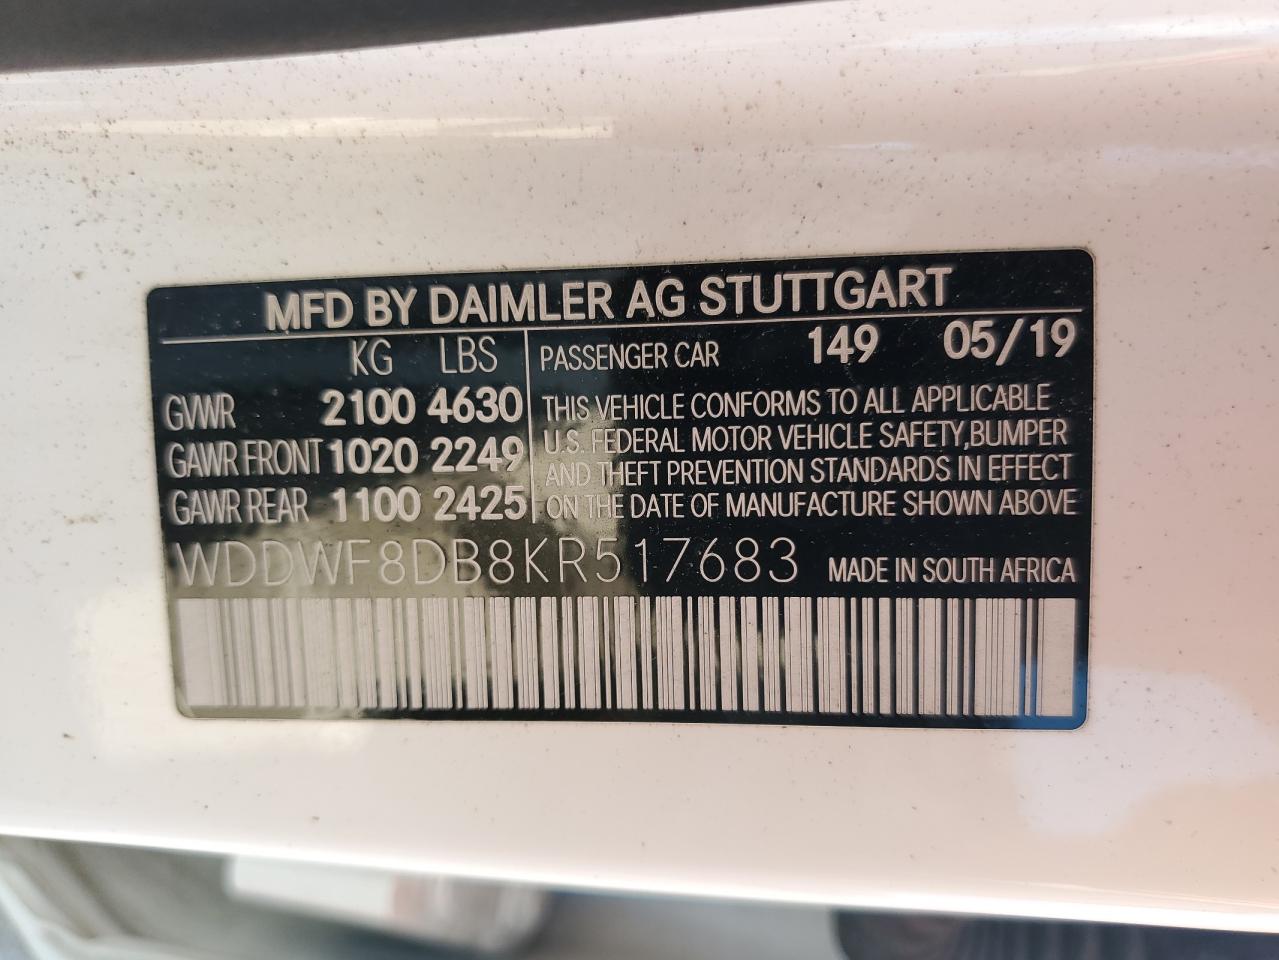 MFD BY DAIMLER AG STUTTGART
KG LBS
GVWR 2100 4630
GAWR FRONT 1020 2249
GAWR REAR 1100 2425
PASSENGER CAR 149 05/19
THIS VEHICLE CONFORMS TO ALL APPLICABLE
U.S. FEDERAL MOTOR VEHICLE SAFETY, BUMPER
AND THEFT PREVENTION STANDARDS IN EFFECT
ON THE DATE OF MANUFACTURE SHOWN ABOVE
WDDWF8DB8KR517683 MADE IN SOUTH AFRICA